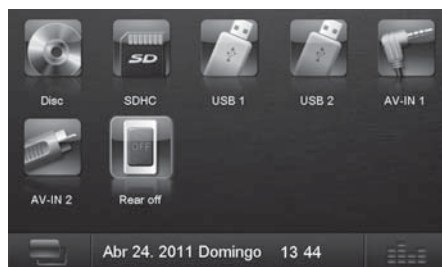 SD
Disc SDHC USB 1 USB 2 AV-IN 1
OFF
AV-IN 2 Rear off
Abr 24. 2011 Domingo 13 44